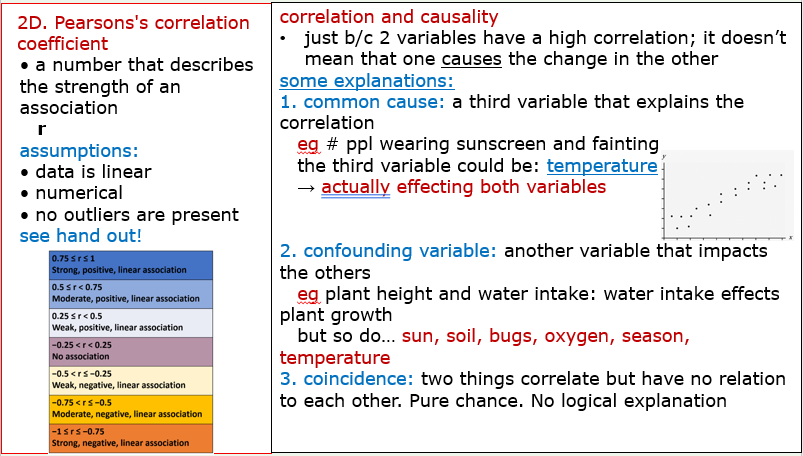 2D. Pearsons's correlation
coefficient
• a number that describes
the strength of an
association
r
assumptions:
• data is linear
• numerical
• no outliers are present
see hand out!
0.75 ≤ r ≤ 1
Strong, positive, linear association
0.5 ≤ r < 0.75
Moderate, positive, linear association
0.25 ≤ r < 0.5
Weak, positive, linear association
−0.25 < r < 0.25
No association
−0.5 < r ≤ −0.25
Weak, negative, linear association
−0.75 < r ≤ −0.5
Moderate, negative, linear association
−1 ≤ r ≤ −0.75
Strong, negative, linear association
correlation and causality
• just b/c 2 variables have a high correlation; it doesn't
mean that one causes the change in the other
some explanations:
1. common cause: a third variable that explains the
correlation
eg # ppl wearing sunscreen and fainting
the third variable could be: temperature
→ actually effecting both variables
y
x
2. confounding variable: another variable that impacts
the others
eg plant height and water intake: water intake effects
plant growth
but so do... sun, soil, bugs, oxygen, season,
temperature
3. coincidence: two things correlate but have no relation
to each other. Pure chance. No logical explanation